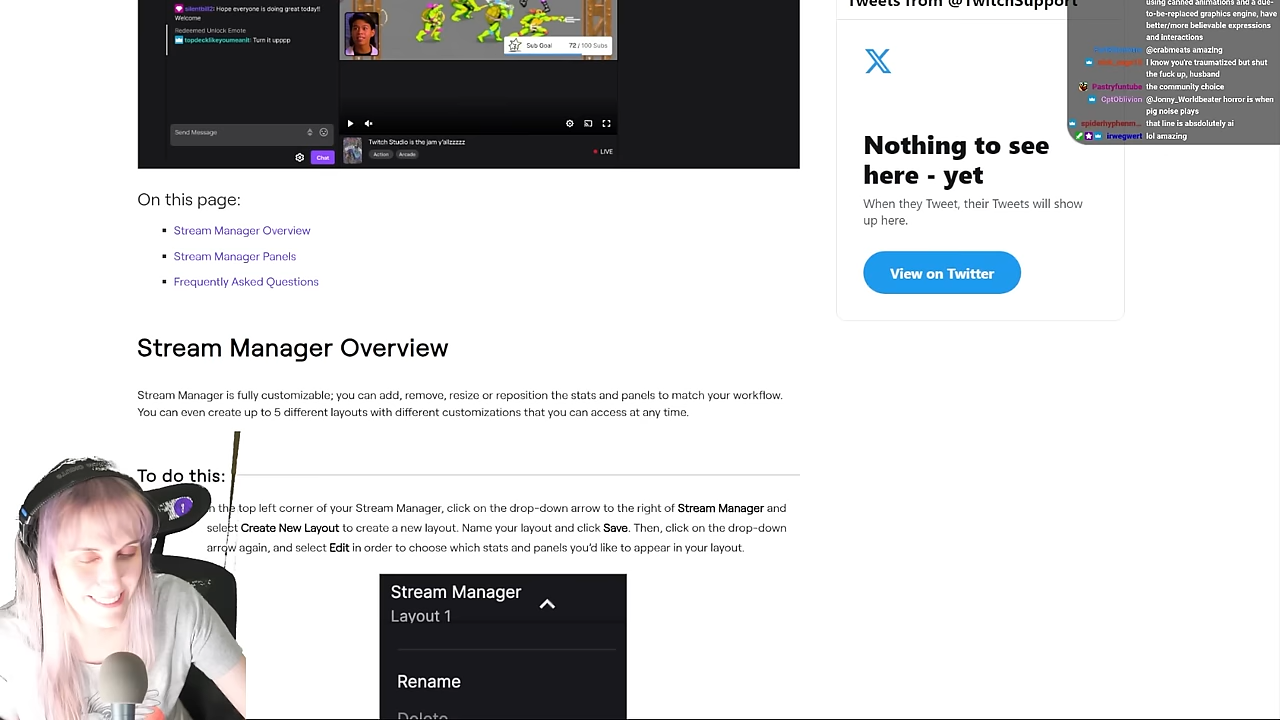 silentbill2: Hope everyone is doing great today!!
Welcome
Redeemed Unlock Emote
topdecklikeyoumeanit: Turn it upppp
Sub Goal 72 / 100 Subs
Send Message
Chat
Twitch Studio is the jam y'allzzzz
Action Arcade
LIVE
On this page:
Stream Manager Overview
Stream Manager Panels
Frequently Asked Questions
Stream Manager Overview
Stream Manager is fully customizable; you can add, remove, resize or reposition the stats and panels to match your workflow.
You can even create up to 5 different layouts with different customizations that you can access at any time.
To do this:
1
In the top left corner of your Stream Manager, click on the drop-down arrow to the right of Stream Manager and
select Create New Layout to create a new layout. Name your layout and click Save. Then, click on the drop-down
arrow again, and select Edit in order to choose which stats and panels you'd like to appear in your layout.
Stream Manager
Layout 1
Rename
Delete
Tweets from @TwitchSupport
Nothing to see
here - yet
When they Tweet, their Tweets will show
up here.
View on Twitter
using canned animations and a due-
to-be-replaced graphics engine, have
better/more believable expressions
and interactions
@crabmeats amazing
I know you're traumatized but shut
the fuck up, husband
Pastryfuntube the community choice
CptOblivion @Jonny_Worldbeater horror is when
pig noise plays
spiderhyphenm... that line is absdolutely ai
irwegwert lol amazing